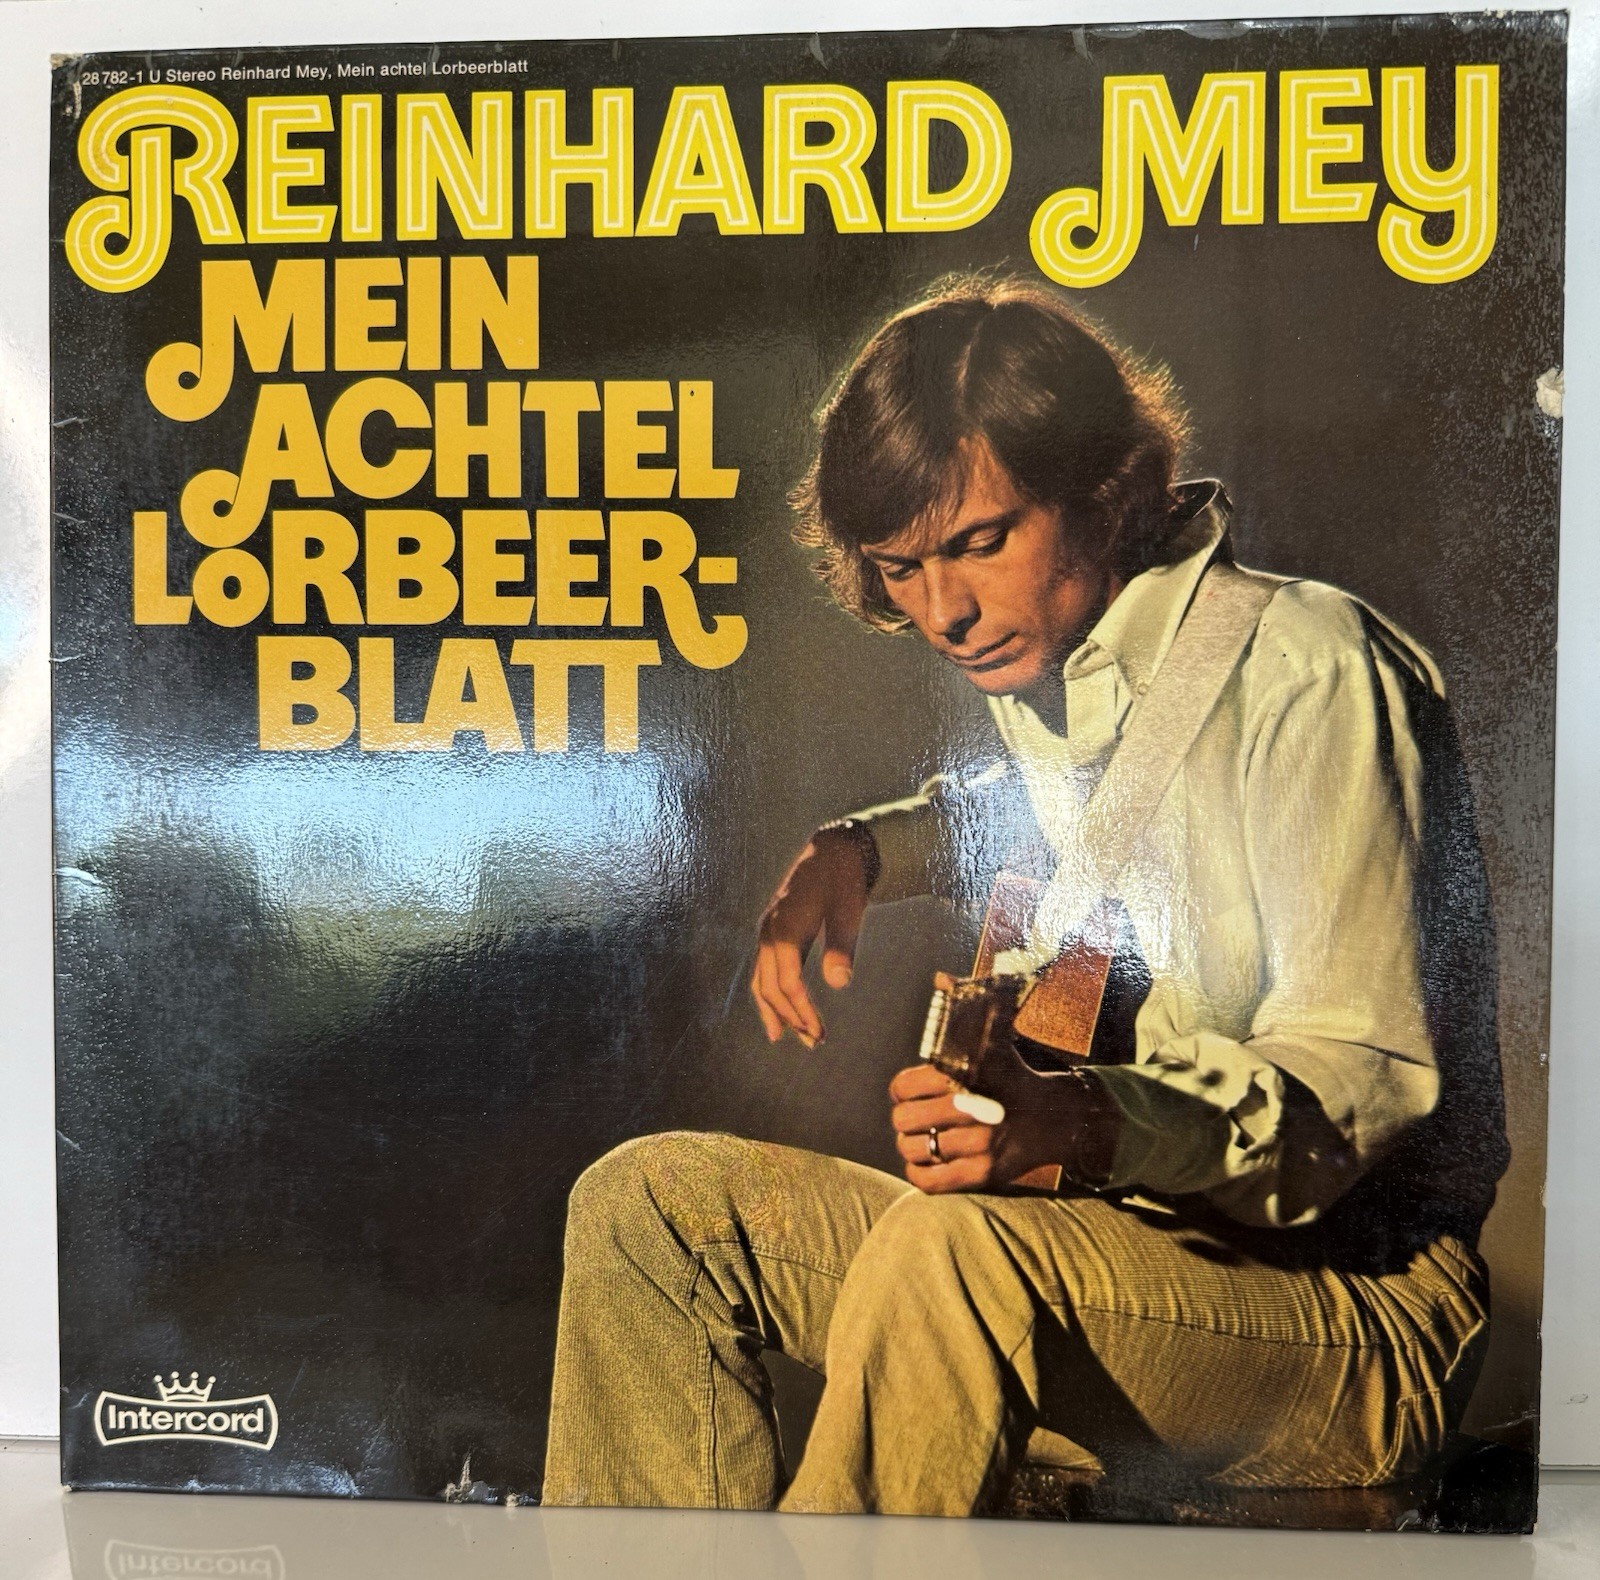 28 782-1 U Stereo Reinhard Mey, Mein achtel Lorbeerblatt
REINHARD MEY
MEIN
ACHTEL
LORBEER-
BLATT
Intercord